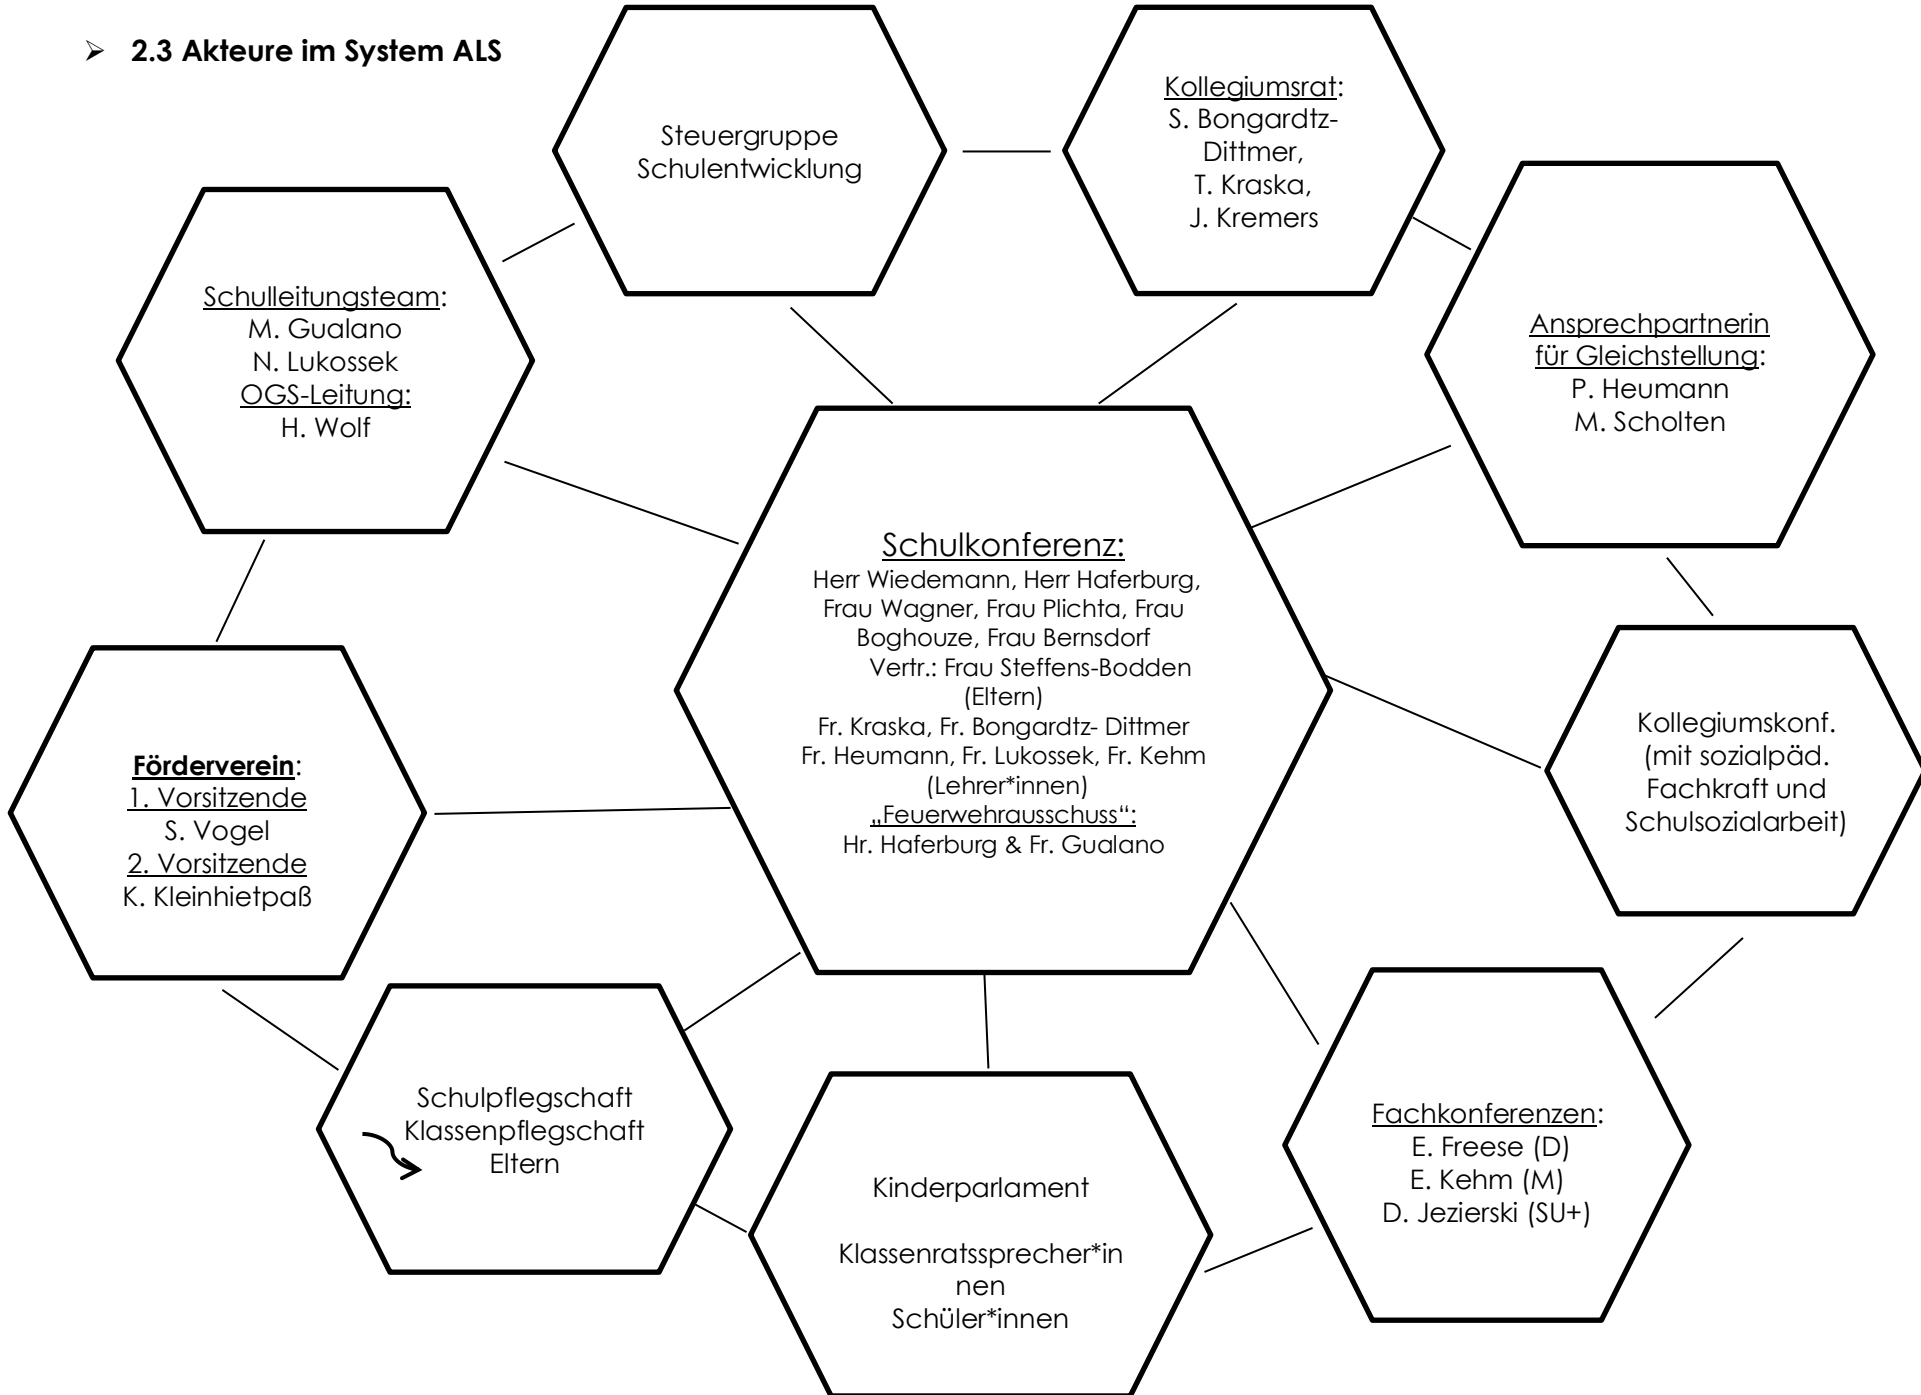 ➢ 2.3 Akteure im System ALS
Steuergruppe
Schulentwicklung
Kollegiumsrat:
S. Bongardtz-
Dittmer,
T. Kraska,
J. Kremers
Schulleitungsteam:
M. Gualano
N. Lukossek
OGS-Leitung:
H. Wolf
Ansprechpartnerin
für Gleichstellung:
P. Heumann
M. Scholten
Schulkonferenz:
Herr Wiedemann, Herr Haferburg,
Frau Wagner, Frau Plichta, Frau
Boghouze, Frau Bernsdorf
Vertr.: Frau Steffens-Bodden
(Eltern)
Fr. Kraska, Fr. Bongardtz- Dittmer
Fr. Heumann, Fr. Lukossek, Fr. Kehm
(Lehrer*innen)
„Feuerwehrausschuss“:
Hr. Haferburg & Fr. Gualano
Förderverein:
1. Vorsitzende
S. Vogel
2. Vorsitzende
K. Kleinhietpaß
Kollegiumskonf.
(mit sozialpäd.
Fachkraft und
Schulsozialarbeit)
Schulpflegschaft
Klassenpflegschaft
Eltern
Kinderparlament
Klassenratssprecher*in
nen
Schüler*innen
Fachkonferenzen:
E. Freese (D)
E. Kehm (M)
D. Jezierski (SU+)